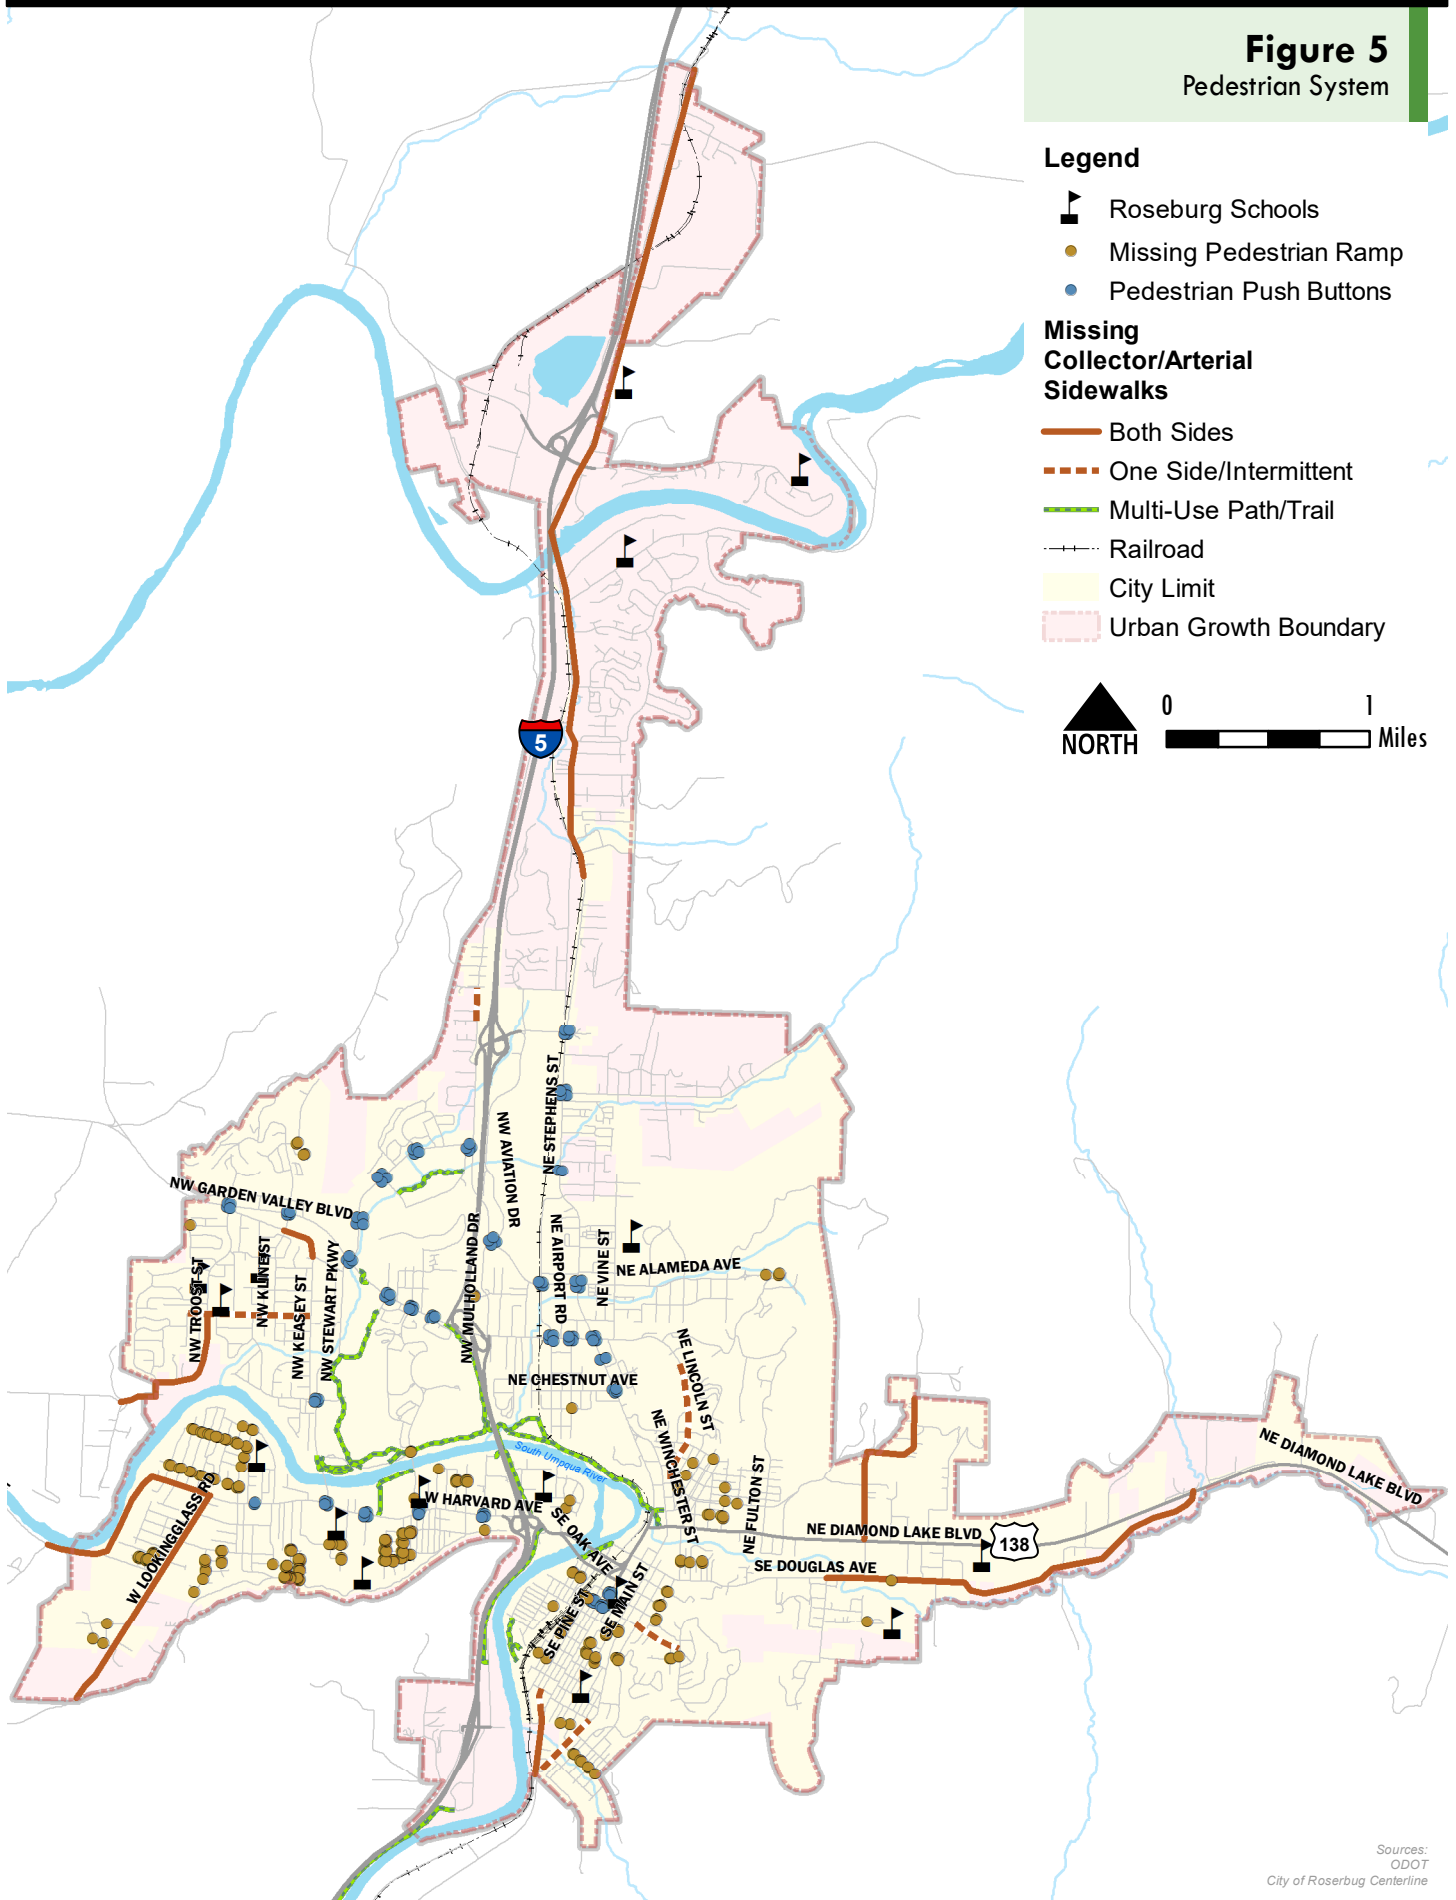 Figure 5
Pedestrian System
Legend
Roseburg Schools
Missing Pedestrian Ramp
Pedestrian Push Buttons
Missing
Collector/Arterial
Sidewalks
Both Sides
One Side/Intermittent
Multi-Use Path/Trail
Railroad
City Limit
Urban Growth Boundary
NORTH
0 1
Miles
5
NE STEPHENS ST
NW AVIATION DR
NW GARDEN VALLEY BLVD
NW MULHOLLAND DR
NE AIRPORT RD
NE VINE ST
NE ALAMEDA AVE
NW TROOST ST
NW KLINE ST
NW KEASEY ST
NW STEWART PKWY
NE CHESTNUT AVE
NE LINCOLN ST
NE WINCHESTER ST
NE FULTON ST
South Umpqua River
W LOOKINGGLASS RD
W HARVARD AVE
SE OAK AVE
NE DIAMOND LAKE BLVD
NE DIAMOND LAKE BLVD
138
SE DOUGLAS AVE
SE PINE ST
SE MAIN ST
Sources:
ODOT
City of Roserbug Centerline